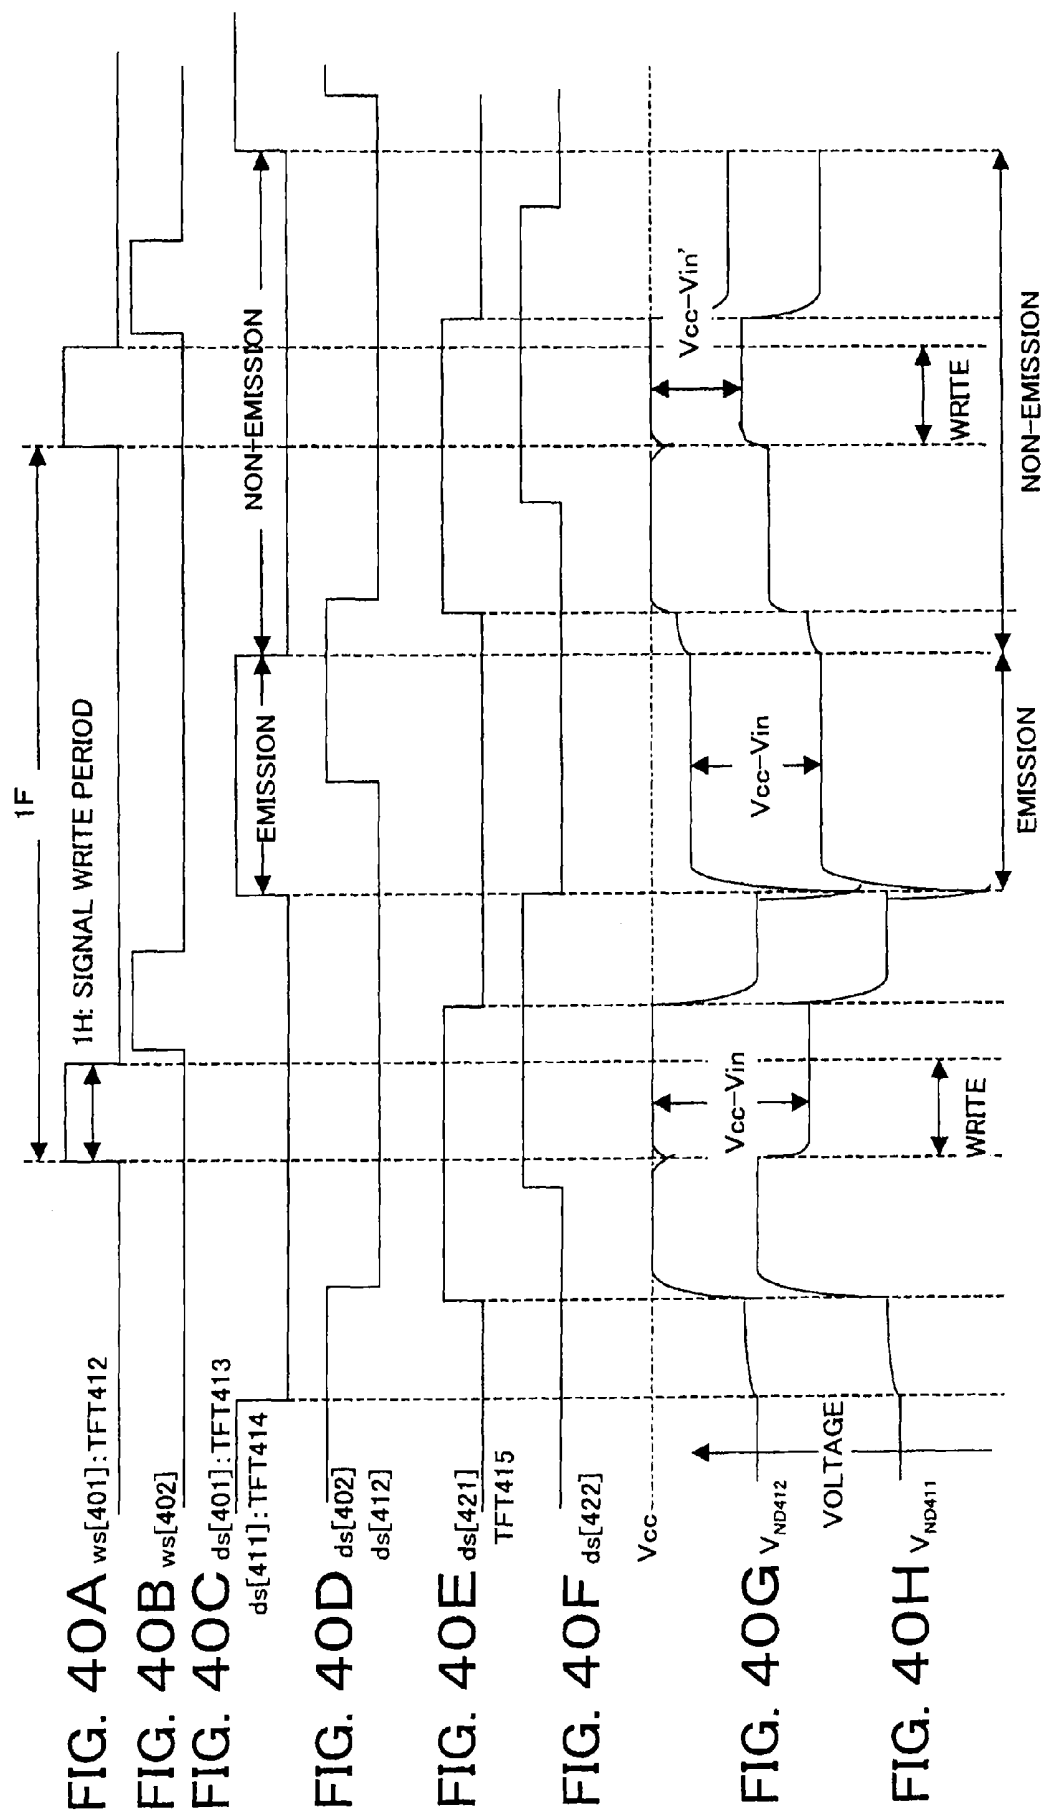 1F
1H: SIGNAL WRITE PERIOD
FIG. 40A ws[401]:TFT412
FIG. 40B ws[402]
FIG. 40C ds[401]:TFT413
ds[411]:TFT414
EMISSION
NON-EMISSION
FIG. 40D ds[402]
ds[412]
FIG. 40E ds[421]
TFT415
FIG. 40F ds[422]
Vcc
Vcc-Vin
Vcc-Vin
Vcc-Vin'
FIG. 40G VND412
VOLTAGE
FIG. 40H VND411
WRITE
WRITE
EMISSION
NON-EMISSION